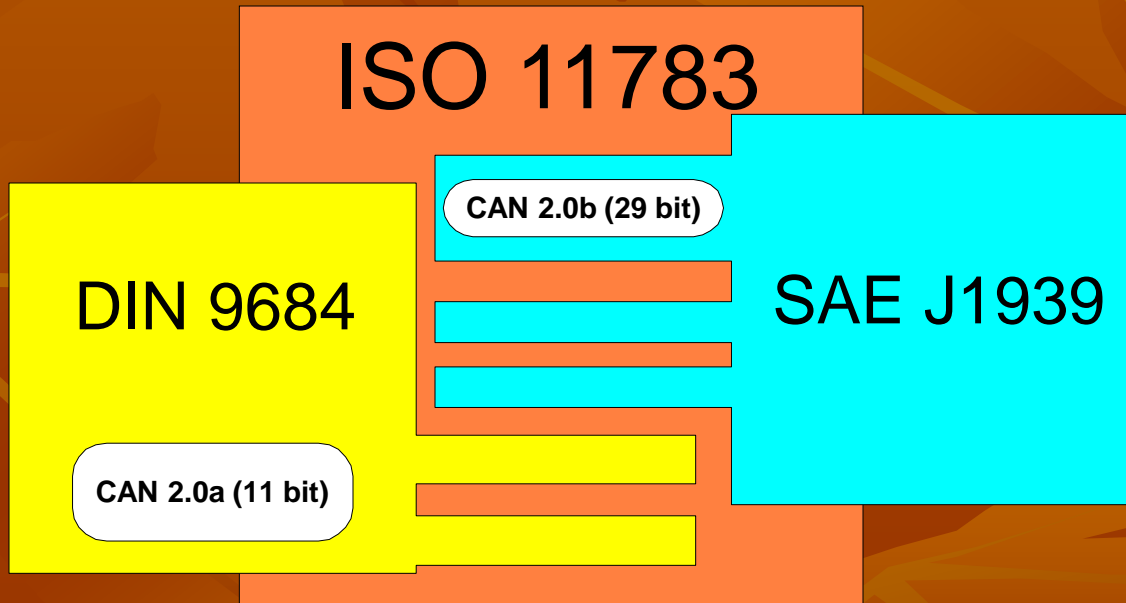 ISO 11783
CAN 2.0b (29 bit)
DIN 9684
SAE J1939
CAN 2.0a (11 bit)